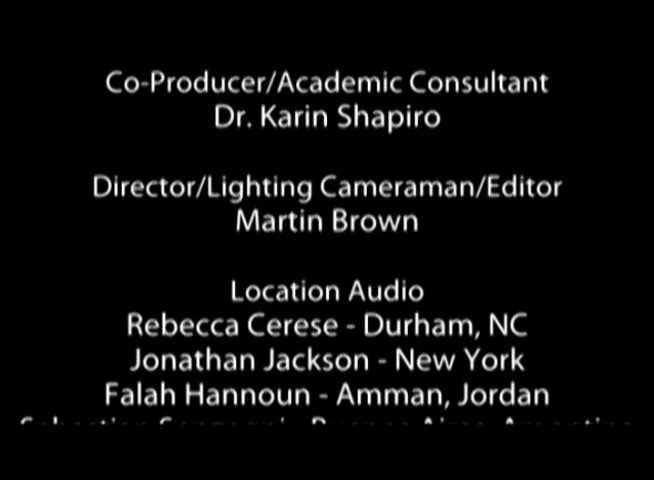 Co-Producer/Academic Consultant
Dr. Karin Shapiro
Director/Lighting Cameraman/Editor
Martin Brown
Location Audio
Rebecca Cerese - Durham, NC
Jonathan Jackson - New York
Falah Hannoun - Amman, Jordan